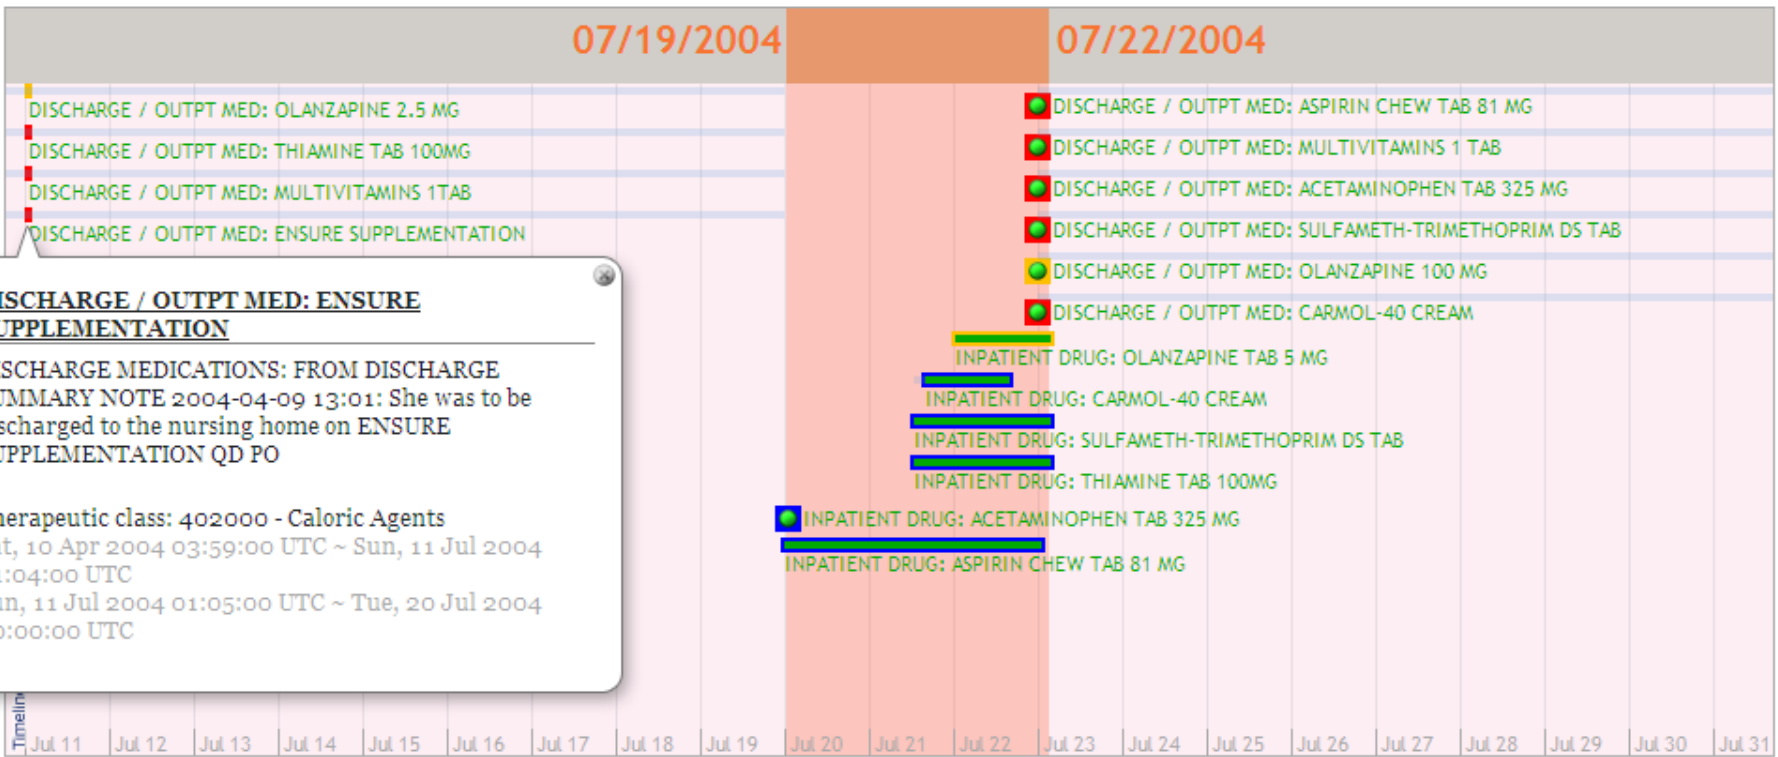 07/19/2004
07/22/2004
DISCHARGE / OUTPT MED: OLANZAPINE 2.5 MG
DISCHARGE / OUTPT MED: THIAMINE TAB 100MG
DISCHARGE / OUTPT MED: MULTIVITAMINS 1TAB
DISCHARGE / OUTPT MED: ENSURE SUPPLEMENTATION
DISCHARGE / OUTPT MED: ASPIRIN CHEW TAB 81 MG
DISCHARGE / OUTPT MED: MULTIVITAMINS 1 TAB
DISCHARGE / OUTPT MED: ACETAMINOPHEN TAB 325 MG
DISCHARGE / OUTPT MED: SULFAMETH-TRIMETHOPRIM DS TAB
DISCHARGE / OUTPT MED: OLANZAPINE 100 MG
DISCHARGE / OUTPT MED: CARMOL-40 CREAM
INPATIENT DRUG: OLANZAPINE TAB 5 MG
INPATIENT DRUG: CARMOL-40 CREAM
INPATIENT DRUG: SULFAMETH-TRIMETHOPRIM DS TAB
INPATIENT DRUG: THIAMINE TAB 100MG
INPATIENT DRUG: ACETAMINOPHEN TAB 325 MG
INPATIENT DRUG: ASPIRIN CHEW TAB 81 MG
ISCHARGE / OUTPT MED: ENSURE
UPPLEMENTATION
ISCHARGE MEDICATIONS: FROM DISCHARGE
UMMARY NOTE 2004-04-09 13:01: She was to be
scharged to the nursing home on ENSURE
UPPLEMENTATION QD PO
herapeutic class: 402000 - Caloric Agents
t, 10 Apr 2004 03:59:00 UTC ~ Sun, 11 Jul 2004
:04:00 UTC
n, 11 Jul 2004 01:05:00 UTC ~ Tue, 20 Jul 2004
0:00:00 UTC
Timeline
Jul 11 Jul 12 Jul 13 Jul 14 Jul 15 Jul 16 Jul 17 Jul 18 Jul 19 Jul 20 Jul 21 Jul 22 Jul 23 Jul 24 Jul 25 Jul 26 Jul 27 Jul 28 Jul 29 Jul 30 Jul 31